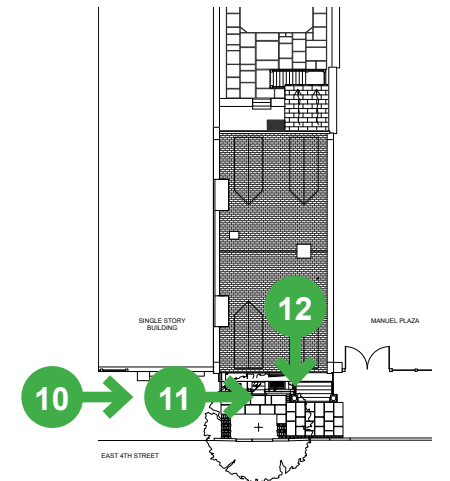 12
SINGLE STORY
BUILDING
MANUEL PLAZA
10
11
EAST 4TH STREET